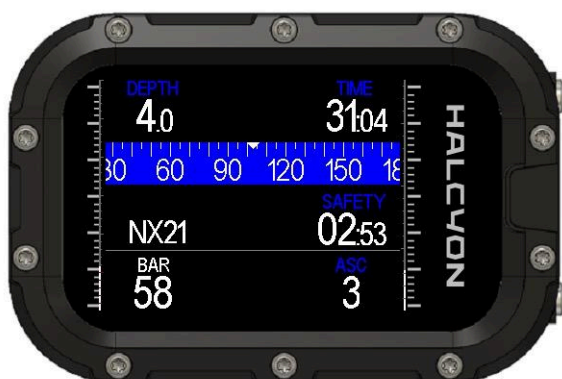 DEPTH TIME
4.0 31:04
30 60 90 120 150 18
SAFETY
NX21 02:53
BAR ASC
58 3
HALCYON